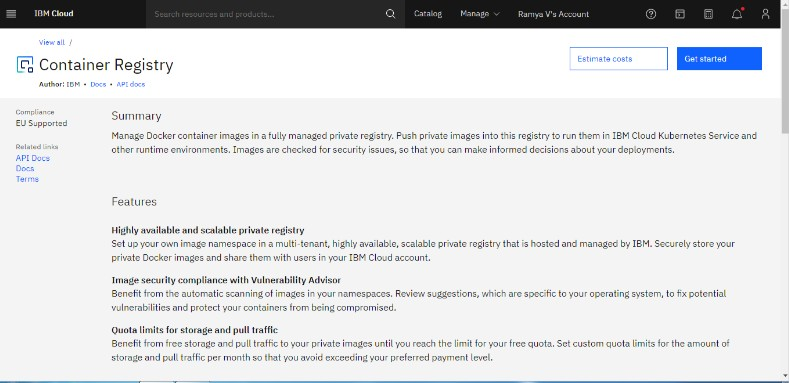 IBM Cloud
Search resources and products...
Catalog
Manage
Ramya V's Account
View all /
Container Registry
Author: IBM • Docs • API docs
Estimate costs
Get started
Compliance
EU Supported
Related links
API Docs
Docs
Terms
Summary
Manage Docker container images in a fully managed private registry. Push private images into this registry to run them in IBM Cloud Kubernetes Service and
other runtime environments. Images are checked for security issues, so that you can make informed decisions about your deployments.
Features
Highly available and scalable private registry
Set up your own image namespace in a multi-tenant, highly available, scalable private registry that is hosted and managed by IBM. Securely store your
private Docker images and share them with users in your IBM Cloud account.
Image security compliance with Vulnerability Advisor
Benefit from the automatic scanning of images in your namespaces. Review suggestions, which are specific to your operating system, to fix potential
vulnerabilities and protect your containers from being compromised.
Quota limits for storage and pull traffic
Benefit from free storage and pull traffic to your private images until you reach the limit for your free quota. Set custom quota limits for the amount of
storage and pull traffic per month so that you avoid exceeding your preferred payment level.